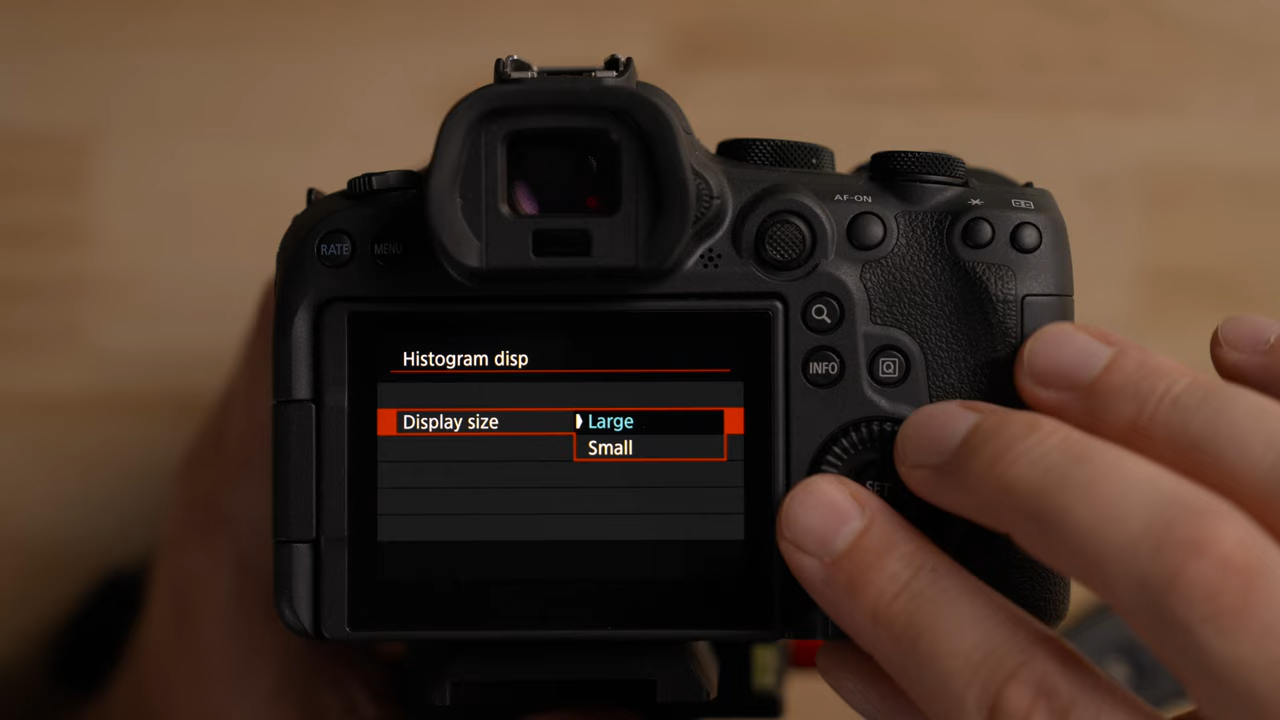 AF-ON
RATE
MENU
INFO
Q
SET
Histogram disp
Display size
Large
Small